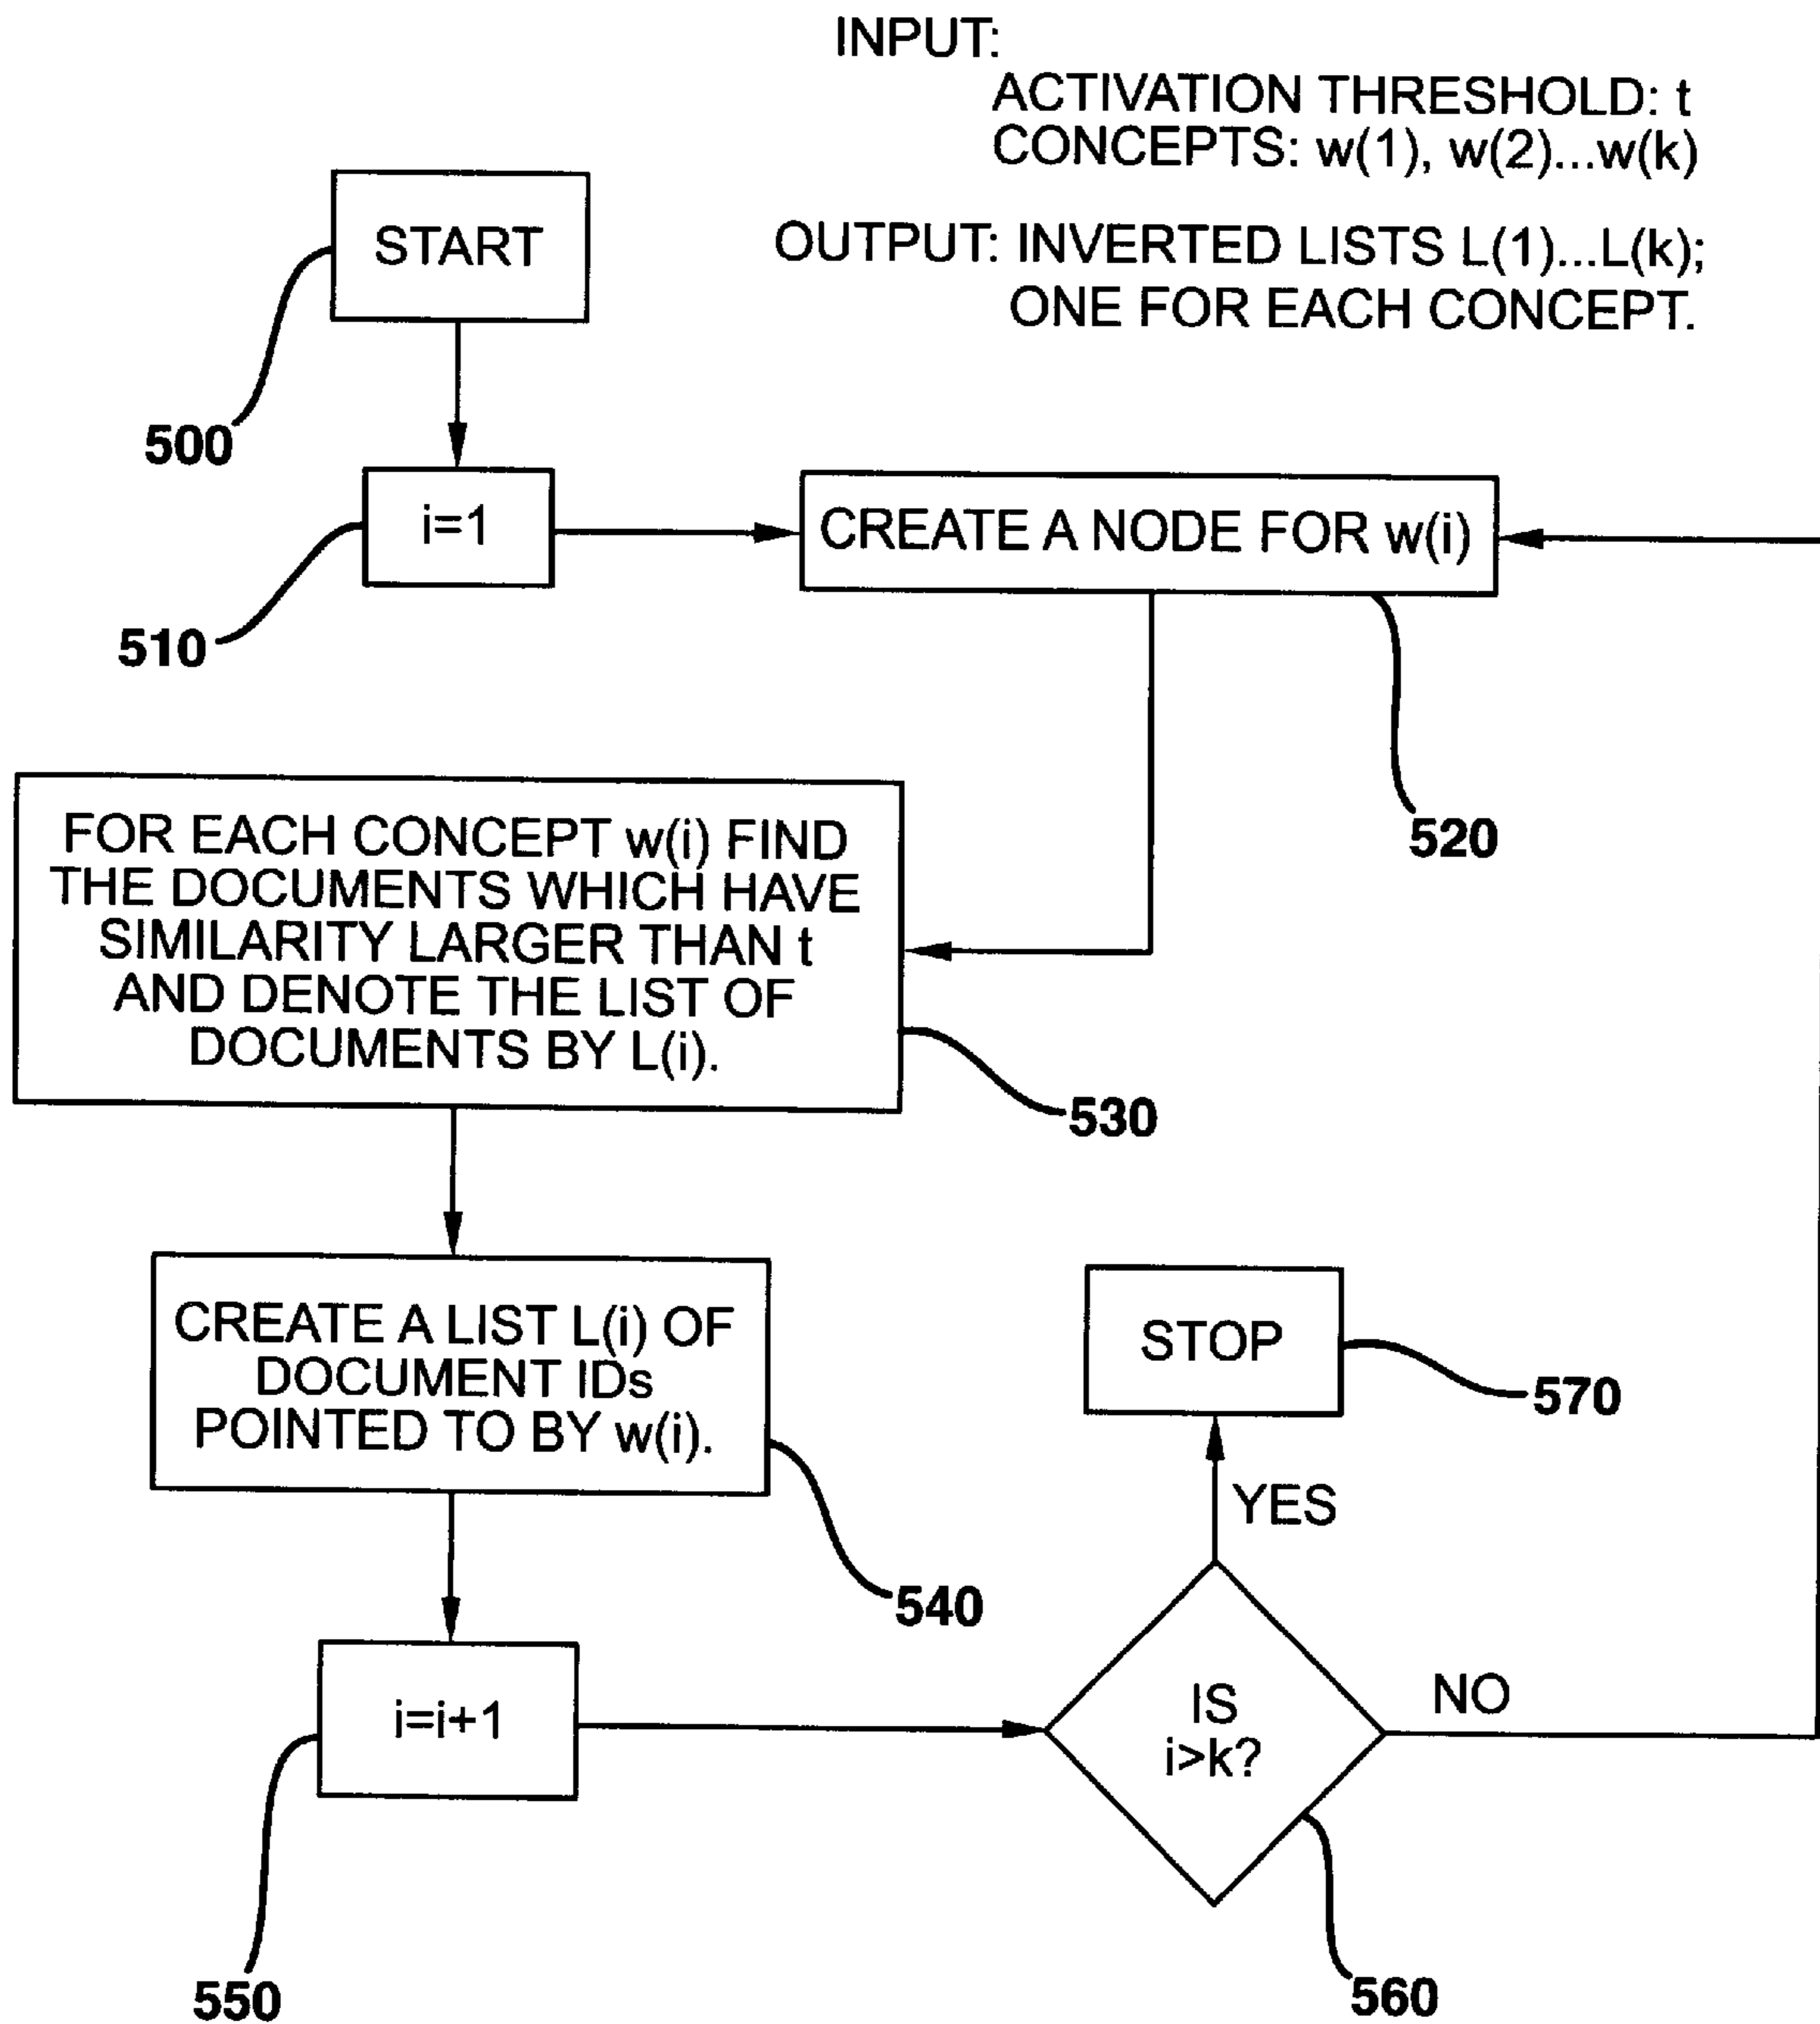 INPUT:
ACTIVATION THRESHOLD: t
CONCEPTS: w(1), w(2)...w(k)
OUTPUT: INVERTED LISTS L(1)...L(k);
ONE FOR EACH CONCEPT.
START
500
i=1
510
CREATE A NODE FOR w(i)
520
FOR EACH CONCEPT w(i) FIND
THE DOCUMENTS WHICH HAVE
SIMILARITY LARGER THAN t
AND DENOTE THE LIST OF
DOCUMENTS BY L(i).
530
CREATE A LIST L(i) OF
DOCUMENT IDs
POINTED TO BY w(i).
540
i=i+1
550
IS
i>k?
560
NO
YES
STOP
570